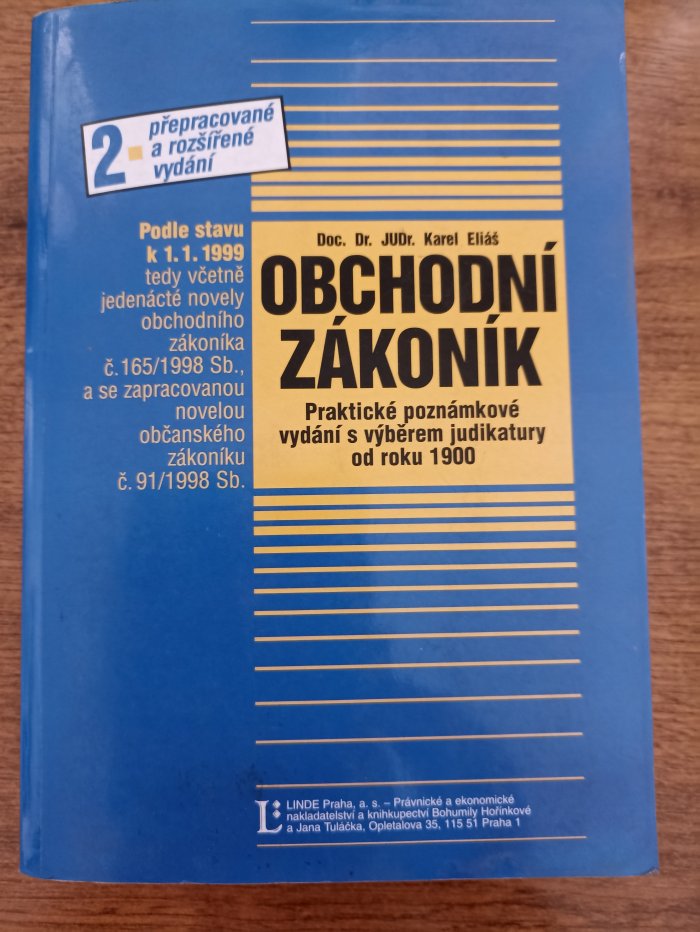 2. přepracované
a rozšířené
vydání
Podle stavu
k 1. 1. 1999
tedy včetně
jedenácté novely
obchodního
zákoníka
č.165/1998 Sb.,
a se zapracovanou
novelou
občanského
zákoníku
č. 91/1998 Sb.
Doc. Dr. JUDr. Karel Eliáš
OBCHODNÍ
ZÁKONÍK
Praktické poznámkové
vydání s výběrem judikatury
od roku 1900
L
LINDE Praha, a. s. – Právnické a ekonomické
nakladatelství a knihkupectví Bohumily Hořínkové
a Jana Tuláčka, Opletalova 35, 115 51 Praha 1